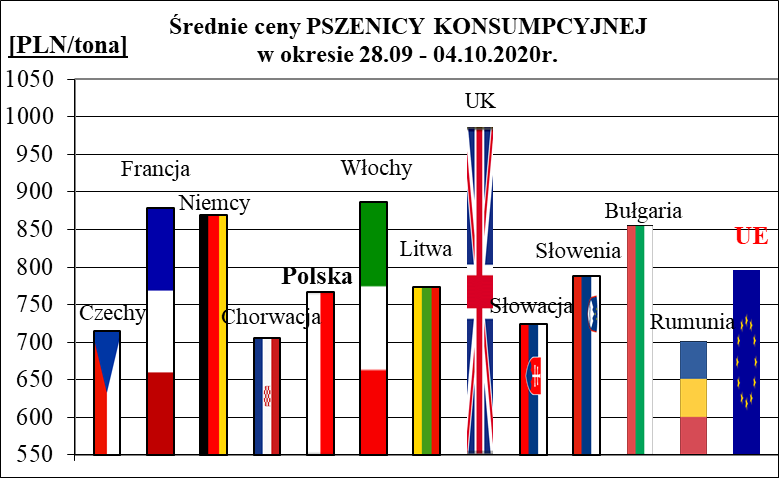 Średnie ceny PSZENICY KONSUMPCYJNEJ
w okresie 28.09 - 04.10.2020r.
[PLN/tona]
1050
1000
950
900
850
800
750
700
650
600
550
Czechy
Francja
Niemcy
Chorwacja
Polska
Włochy
Litwa
UK
Słowacja
Słowenia
Bułgaria
Rumunia
UE